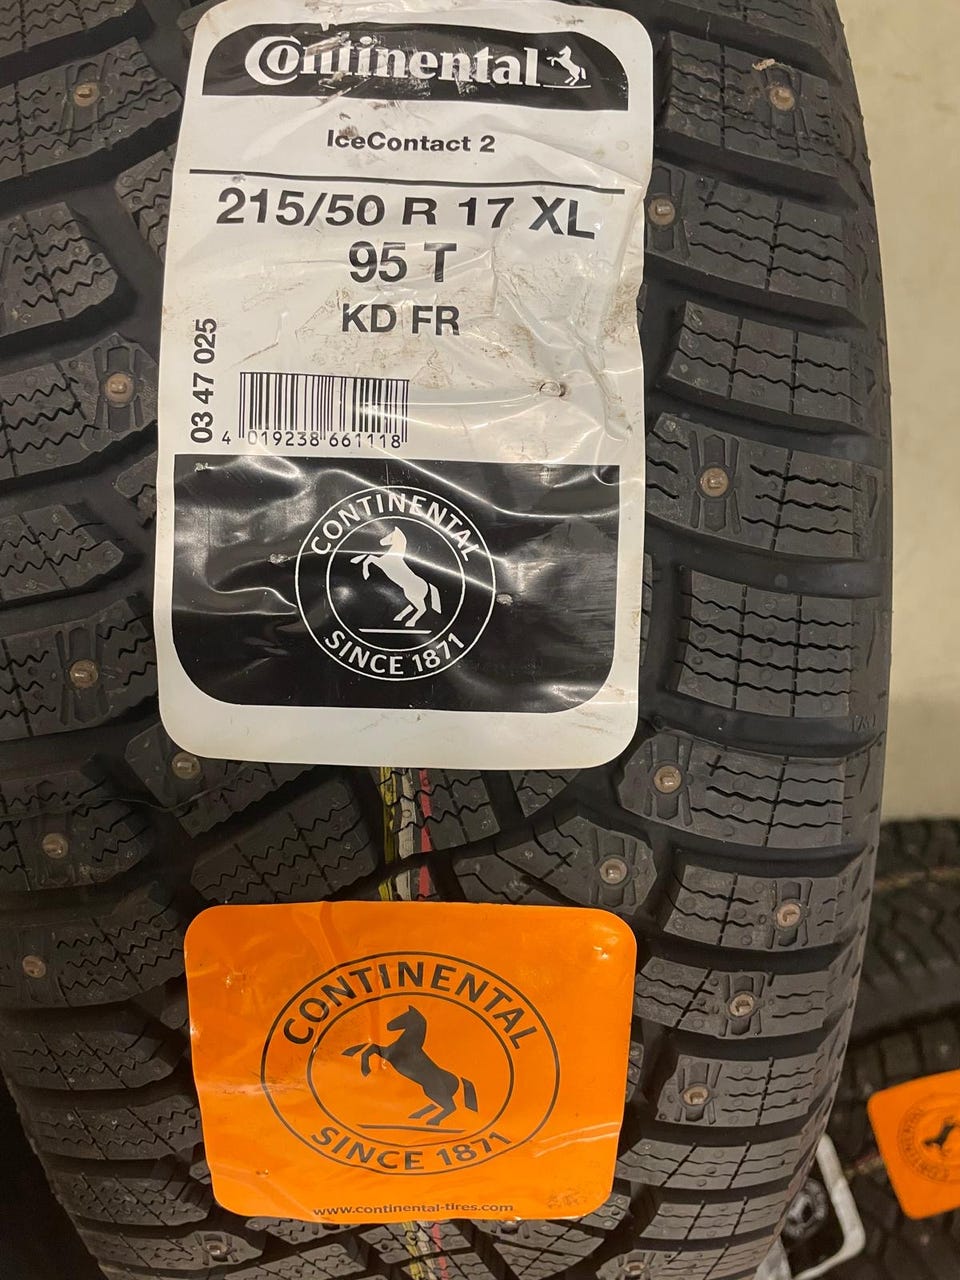 Continental
IceContact 2
215/50 R 17 XL
95 T
KD FR
03 47 025
4 019238 661118
CONTINENTAL
SINCE 1871
CONTINENTAL
SINCE 1871
www.continental-tires.com